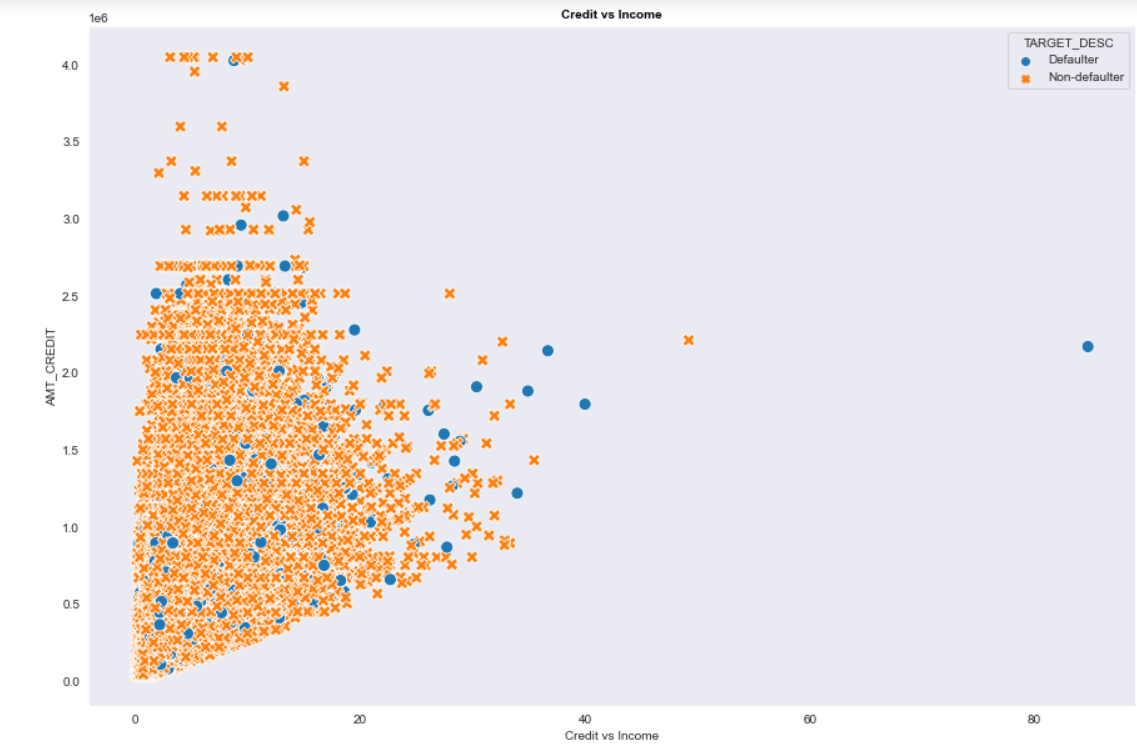 Credit vs Income
1e6
TARGET_DESC
Defaulter
Non-defaulter
4.0
3.5
3.0
2.5
2.0
1.5
1.0
0.5
0.0
AMT_CREDIT
0 20 40 60 80
Credit vs Income